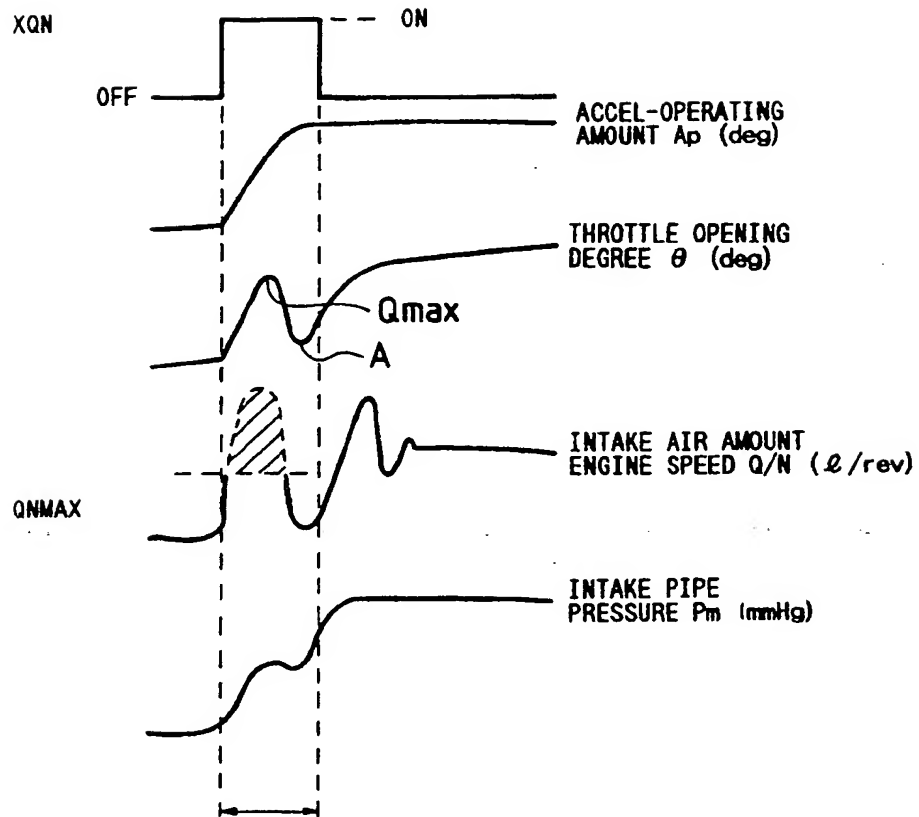 XQN
ON
OFF
ACCEL-OPERATING
AMOUNT Ap (deg)
THROTTLE OPENING
DEGREE θ (deg)
Qmax
A
INTAKE AIR AMOUNT
ENGINE SPEED Q/N (ℓ/rev)
QNMAX
INTAKE PIPE
PRESSURE Pm (mmHg)